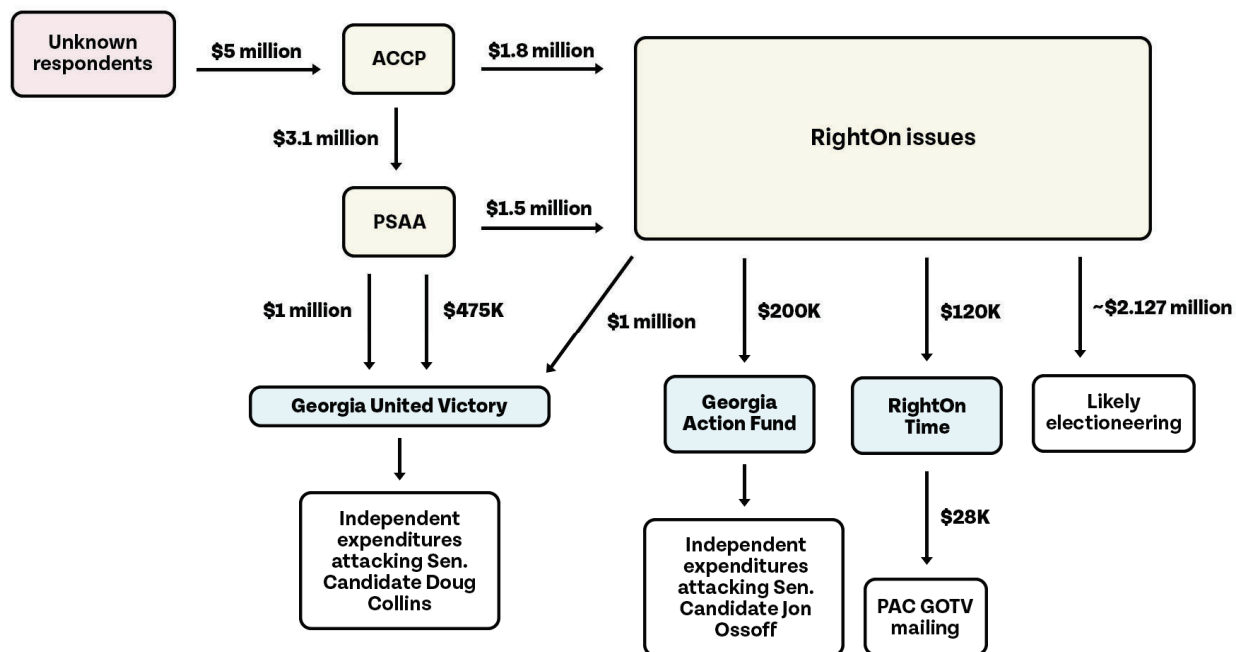 Unknown
respondents
$5 million
ACCP
$1.8 million
RightOn issues
$3.1 million
PSAA
$1.5 million
$1 million
$475K
$1 million
$200K
$120K
~$2.127 million
Georgia United Victory
Georgia
Action Fund
RightOn
Time
Likely
electioneering
Independent
expenditures
attacking Sen.
Candidate Doug
Collins
Independent
expenditures
attacking Sen.
Candidate Jon
Ossoff
$28K
PAC GOTV
mailing